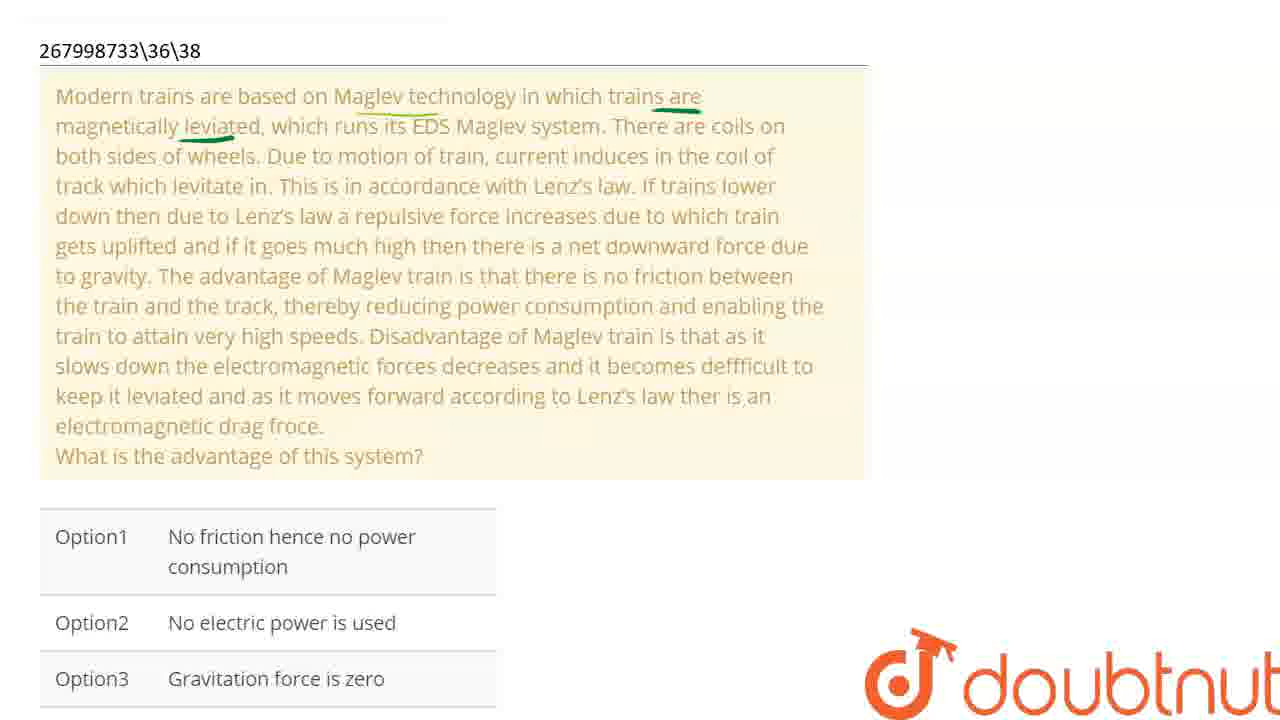 267998733\36\38
Modern trains are based on Maglev technology in which trains are
magnetically leviated, which runs its EDS Maglev system. There are coils on
both sides of wheels. Due to motion of train, current induces in the coil of
track which levitate in. This is in accordance with Lenz's law. If trains lower
down then due to Lenz's law a repulsive force increases due to which train
gets uplifted and if it goes much high then there is a net downward force due
to gravity. The advantage of Maglev train is that there is no friction between
the train and the track, thereby reducing power consumption and enabling the
train to attain very high speeds. Disadvantage of Maglev train is that as it
slows down the electromagnetic forces decreases and it becomes deffficult to
keep it leviated and as it moves forward according to Lenz's law ther is an
electromagnetic drag froce.
What is the advantage of this system?
Option1 No friction hence no power
consumption
Option2 No electric power is used
Option3 Gravitation force is zero
doubtnut